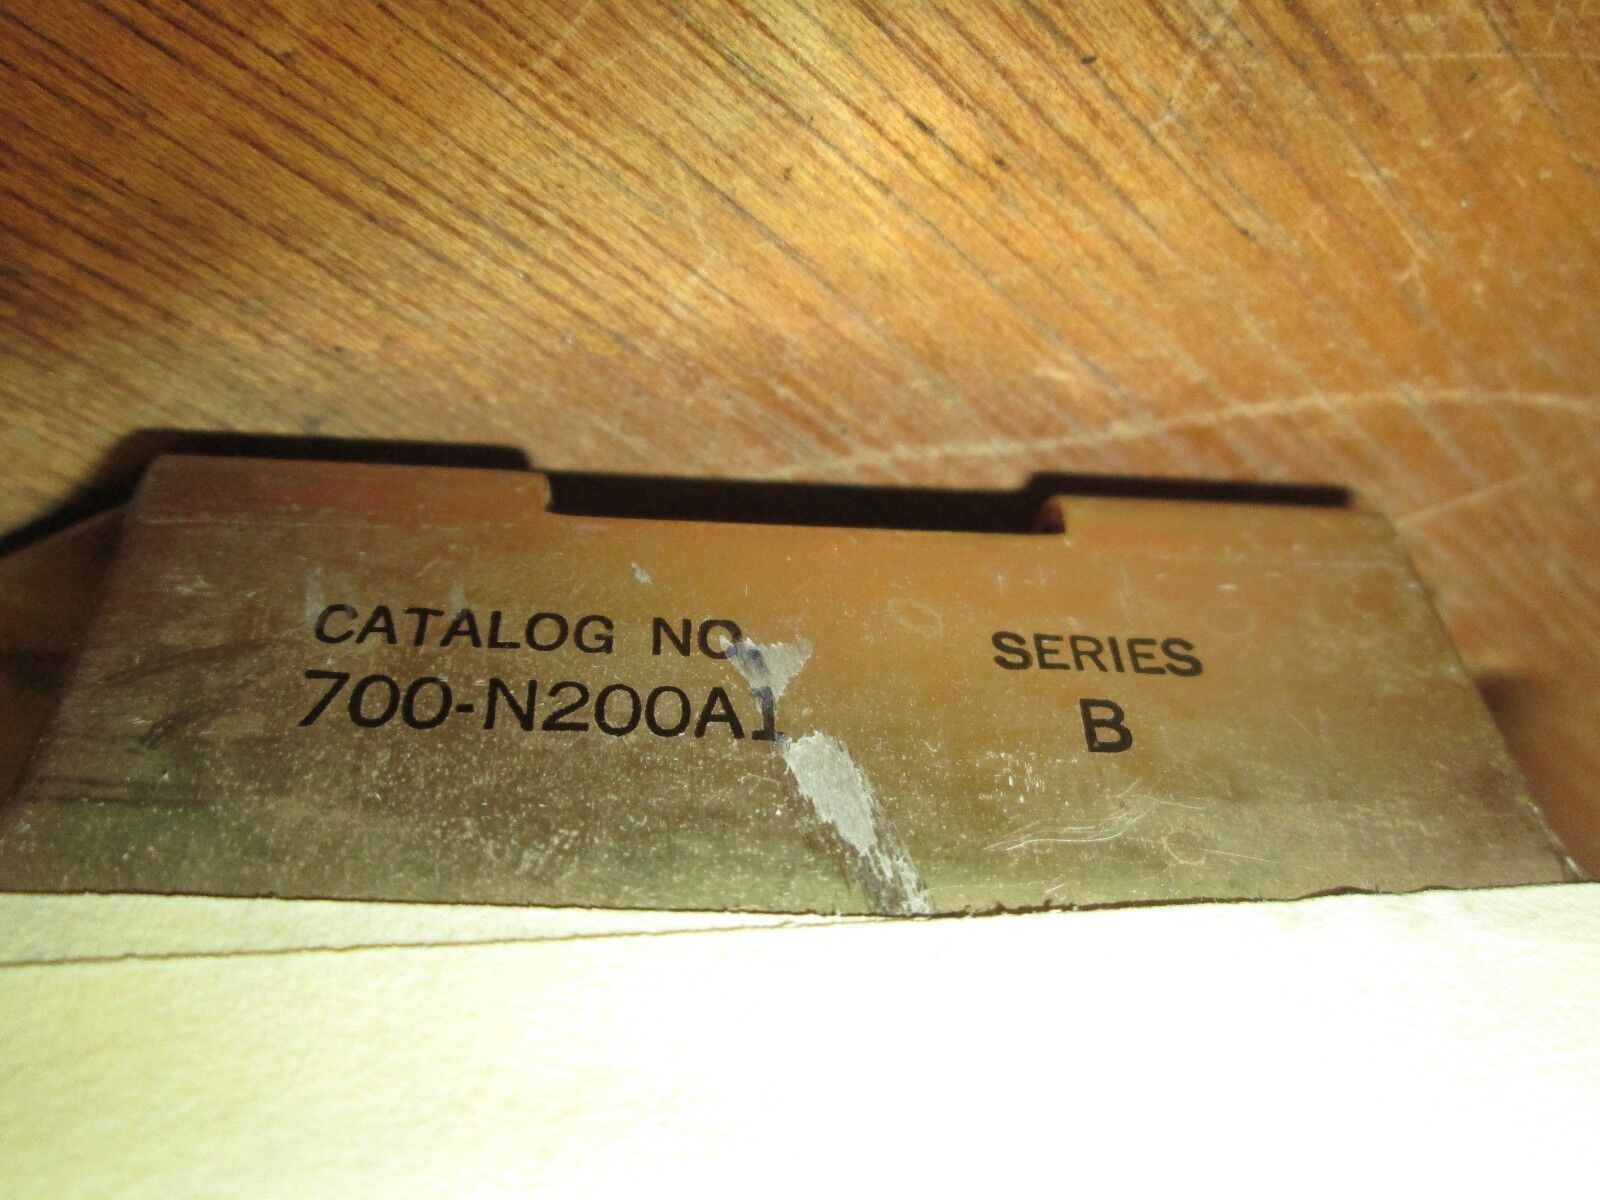 CATALOG NO. SERIES
700-N200A1 B